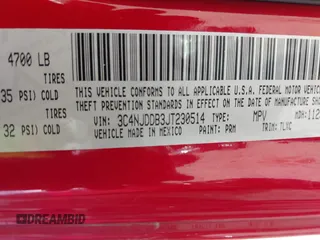 4700 LB
TIRES
35 PSI) COLD
TIRES
32 PSI) COLD
THIS VEHICLE CONFORMS TO ALL APPLICABLE U.S.A. FEDERAL MOTOR VEHICLE
THEFT PREVENTION STANDARDS IN EFFECT ON THE DATE OF
VIN: 3C4NJDDB3JT230514 TYPE: MPV MDH: 112
VEHICLE MADE IN MEXICO PAINT: PRM TRIM: TLXC
DREAMBID